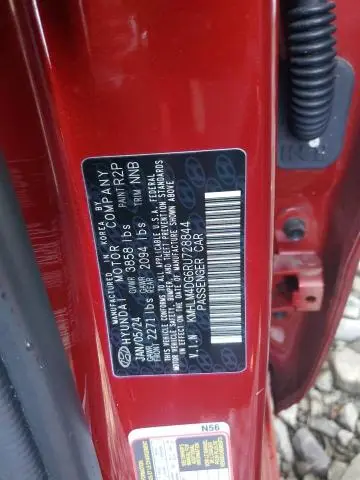 MANUFACTURED IN KOREA BY
HYUNDAI MOTOR COMPANY
JAN/05/24 GVWR 3858 lbs PAINT R2P
GAWR FRONT 2271 lbs GAWR REAR 2094 lbs TRIM NNB
THIS VEHICLE CONFORMS TO ALL APPLICABLE U.S.A. FEDERAL
MOTOR VEHICLE SAFETY, BUMPER AND THEFT PREVENTION
STANDARDS IN EFFECT ON THE DATE OF MANUFACTURE SHOWN ABOVE.
V.I.N KMHLM4DG6RU728844
PASSENGER CAR
N56